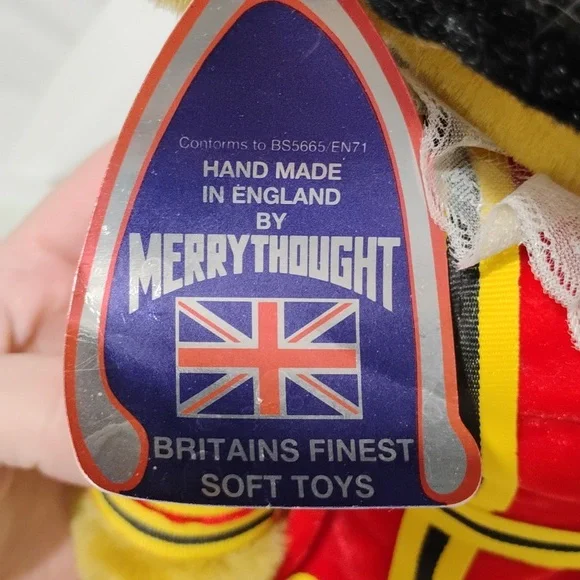 Conforms to BS5665/EN71
HAND MADE
IN ENGLAND
BY
MERRYTHOUGHT
BRITAINS FINEST
SOFT TOYS